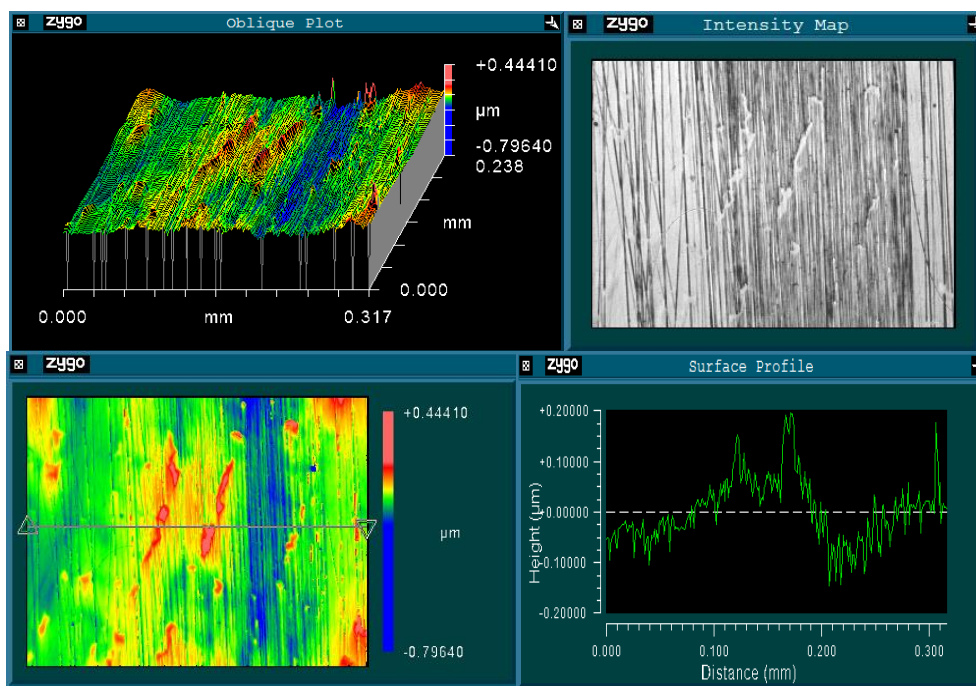 zygo
Oblique Plot
+0.44410
µm
-0.79640
0.238
mm
0.000
0.000
mm
0.317
zygo
Intensity Map
zygo
+0.44410
µm
-0.79640
zygo
Surface Profile
+0.20000
+0.10000
+0.00000
-0.10000
-0.20000
Height (µm)
0.000
0.100
0.200
0.300
Distance (mm)